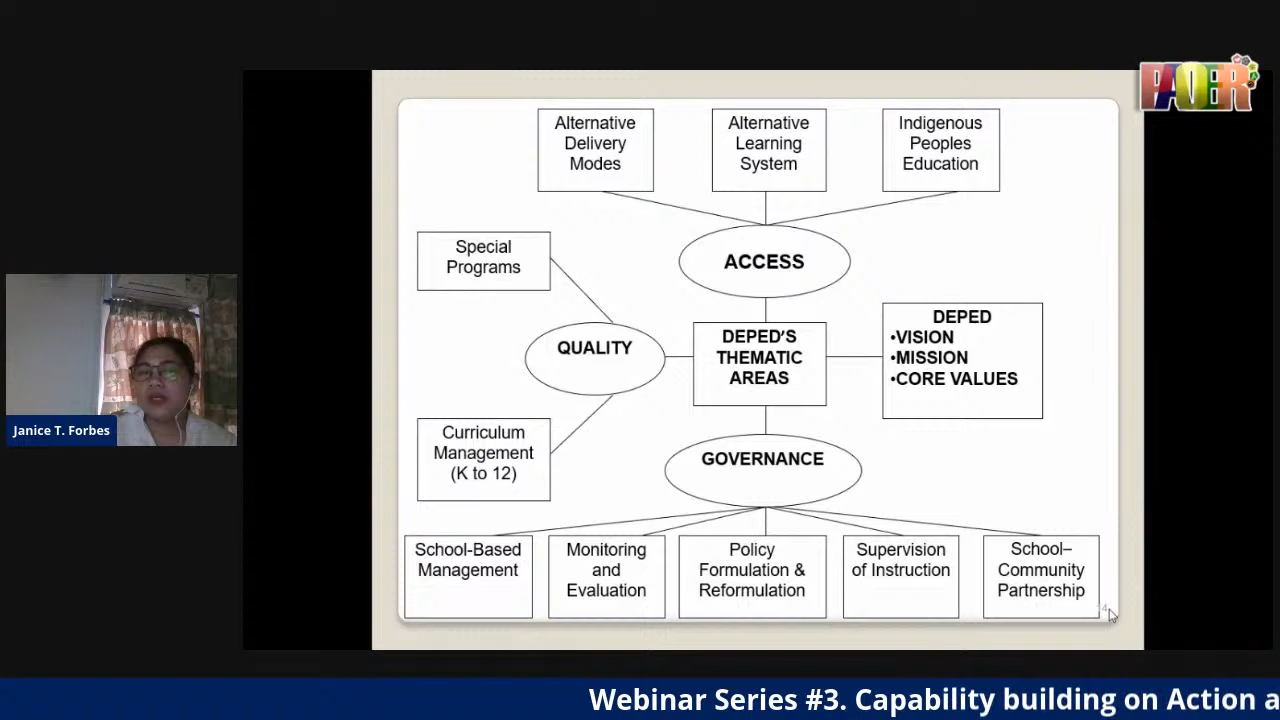 PAOER
Alternative
Delivery
Modes
Alternative
Learning
System
Indigenous
Peoples
Education
Special
Programs
ACCESS
QUALITY
DEPED'S
THEMATIC
AREAS
DEPED
•VISION
•MISSION
•CORE VALUES
Curriculum
Management
(K to 12)
GOVERNANCE
School-Based
Management
Monitoring
and
Evaluation
Policy
Formulation &
Reformulation
Supervision
of Instruction
School–
Community
Partnership
Janice T. Forbes
Webinar Series #3. Capability building on Action a